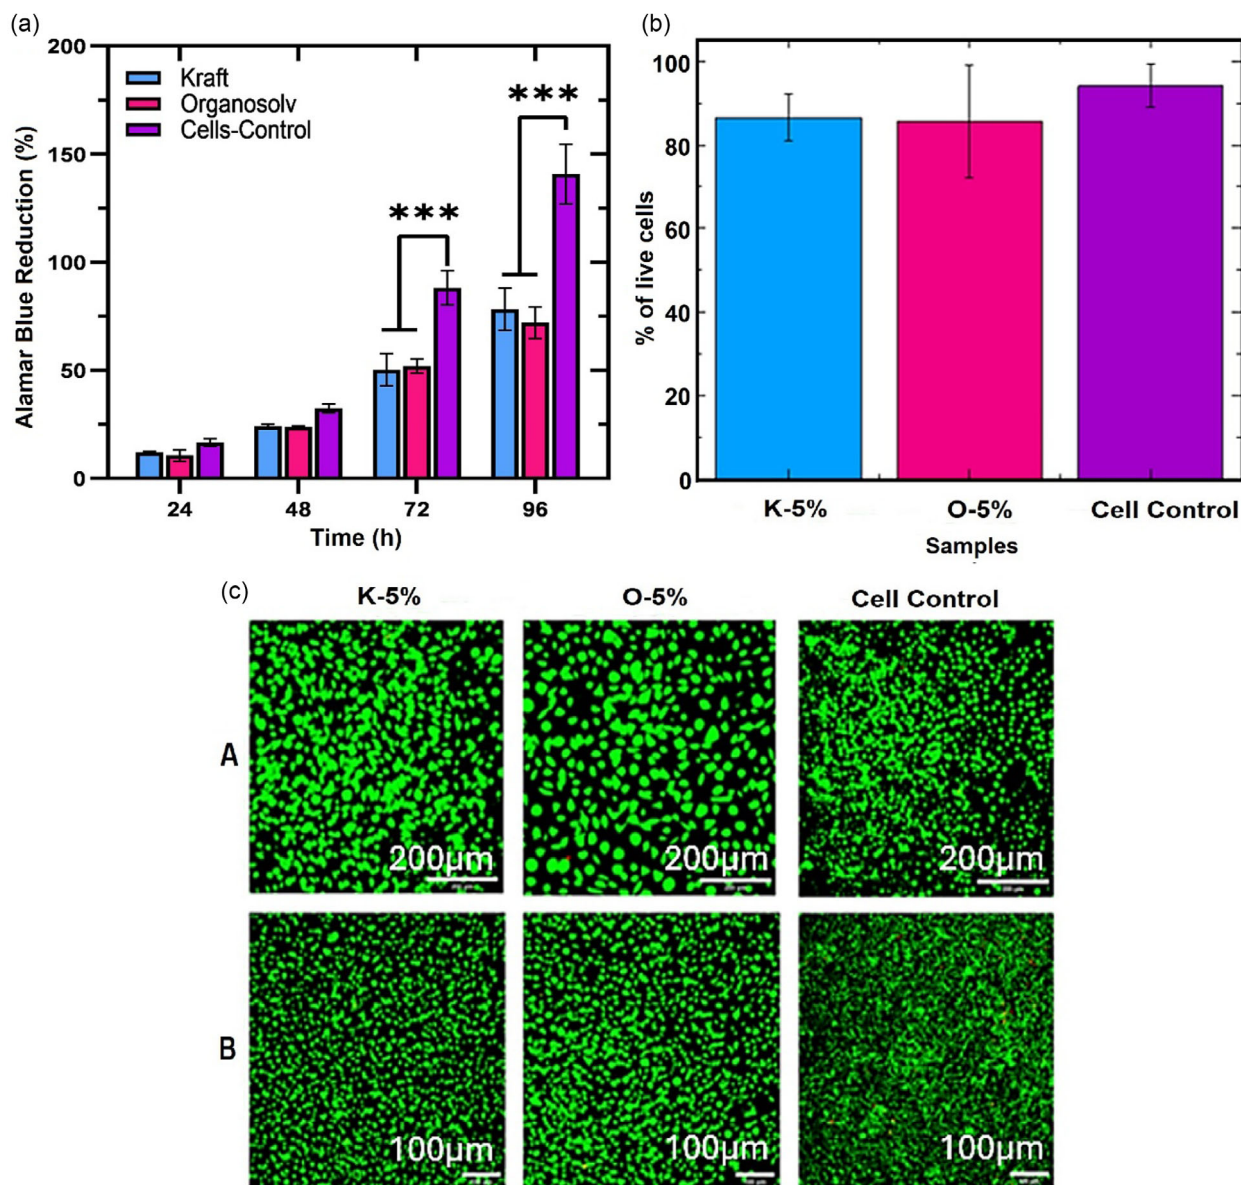 (a)
200
150
100
50
0
Alamar Blue Reduction (%)
Kraft
Organosolv
Cells-Control
***
***
24 48 72 96
Time (h)
(b)
100
80
60
40
20
0
% of live cells
K-5% O-5% Cell Control
Samples
(c)
K-5% O-5% Cell Control
A
200µm 200µm 200µm
B
100µm 100µm 100µm